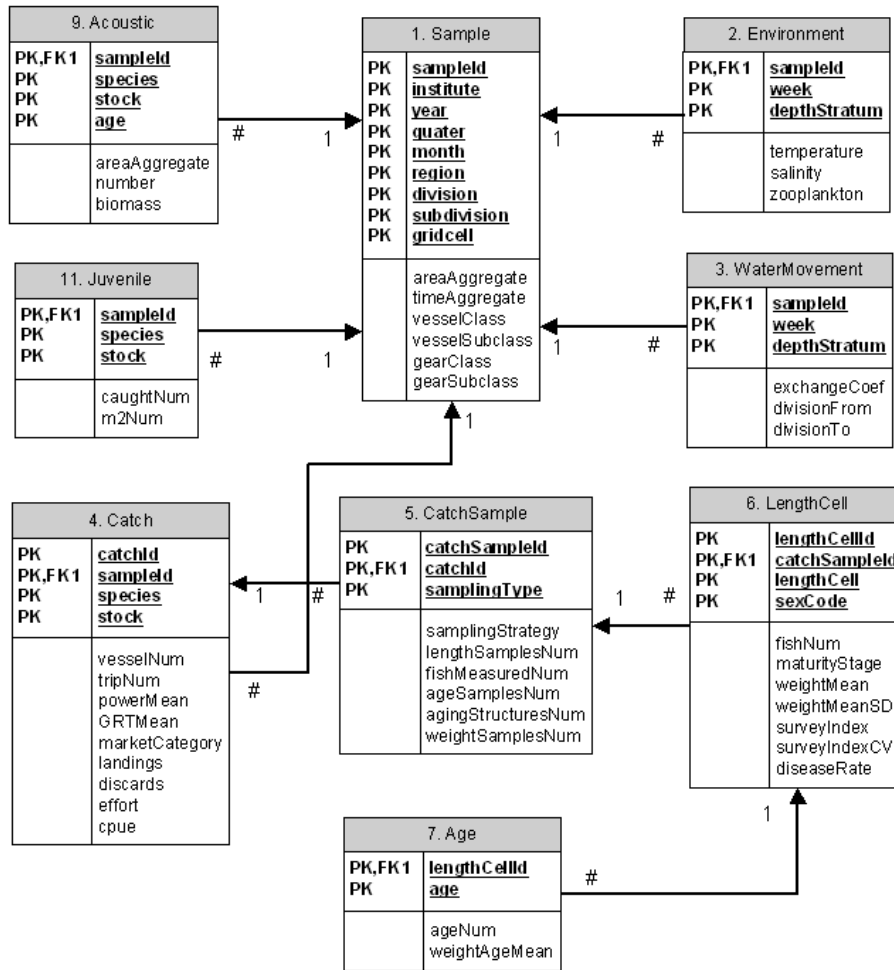 9. Acoustic
PK,FK1 sampleId
PK species
PK stock
PK age
areaAggregate
number
biomass
1. Sample
PK sampleId
PK institute
PK year
PK quater
PK month
PK region
PK division
PK subdivision
PK gridcell
areaAggregate
timeAggregate
vesselClass
vesselSubclass
gearClass
gearSubclass
2. Environment
PK,FK1 sampleId
PK week
PK depthStratum
temperature
salinity
zooplankton
# 1
1 #
11. Juvenile
PK,FK1 sampleId
PK species
PK stock
caughtNum
m2Num
# 1
3. WaterMovement
PK,FK1 sampleId
PK week
PK depthStratum
exchangeCoef
divisionFrom
divisionTo
1 #
1
4. Catch
PK catchId
PK,FK1 sampleId
PK species
PK stock
vesselNum
tripNum
powerMean
GRTMean
marketCategory
landings
discards
effort
cpue
1 #
#
5. CatchSample
PK catchSampleId
PK,FK1 catchId
PK samplingType
samplingStrategy
lengthSamplesNum
fishMeasuredNum
ageSamplesNum
agingStructuresNum
weightSamplesNum
1 #
6. LengthCell
PK lengthCellId
PK,FK1 catchSampleId
PK lengthCell
PK sexCode
fishNum
maturityStage
weightMean
weightMeanSD
surveyIndex
surveyIndexCV
diseaseRate
1
7. Age
PK,FK1 lengthCellId
PK age
ageNum
weightAgeMean
#